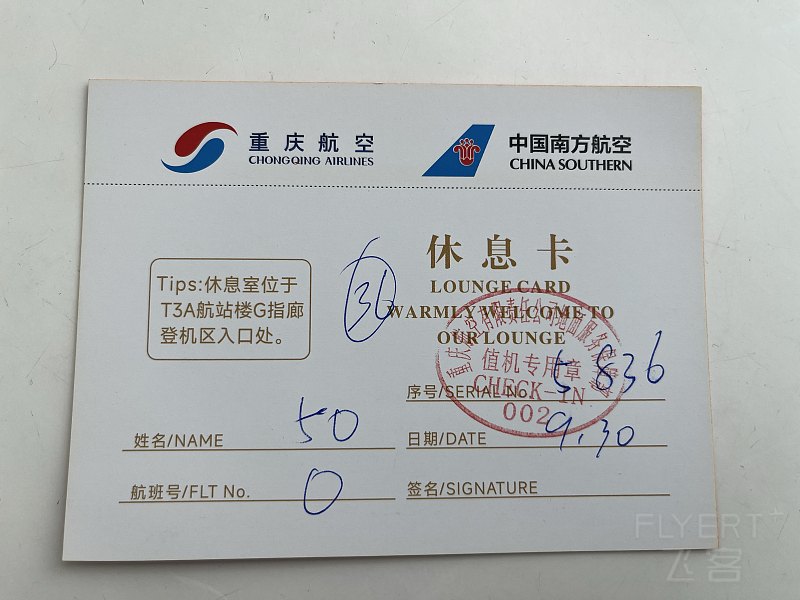 重庆航空
CHONGQING AIRLINES
中国南方航空
CHINA SOUTHERN
休息卡
LOUNGE CARD
WARMLY WELCOME TO
OUR LOUNGE
Tips:休息室位于
T3A航站楼G指廊
登机区入口处。
36
序号/SERIAL No. 5836
值机专用章
CHECK-IN
002
姓名/NAME 50
日期/DATE 9.30
航班号/FLT No. 0
签名/SIGNATURE
FLYERT
飞客